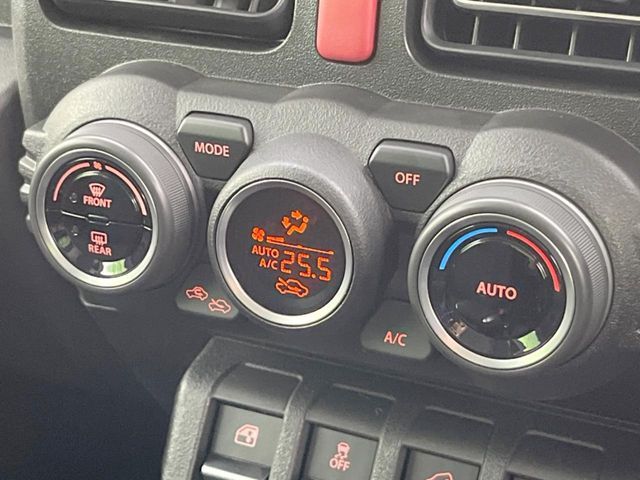 MODE
OFF
FRONT
REAR
AUTO
A/C 25.5
AUTO
A/C
OFF